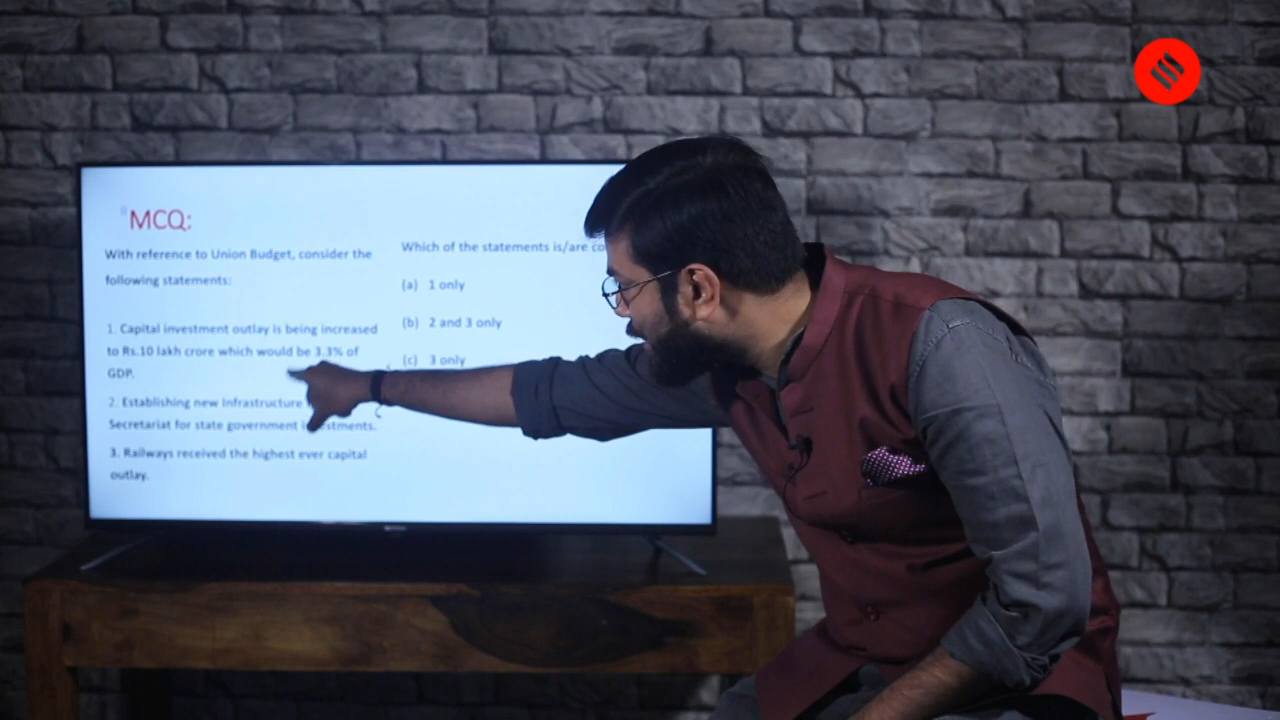 MCQ:
With reference to Union Budget, consider the
following statements:
1. Capital investment outlay is being increased
to Rs.10 lakh crore which would be 3.3% of
GDP.
2. Establishing new Infrastructure
Secretariat for state government
3. Railways received the highest ever capital
outlay.
Which of the statements is/are
(a) 1 only
(b) 2 and 3 only
(c) 3 only